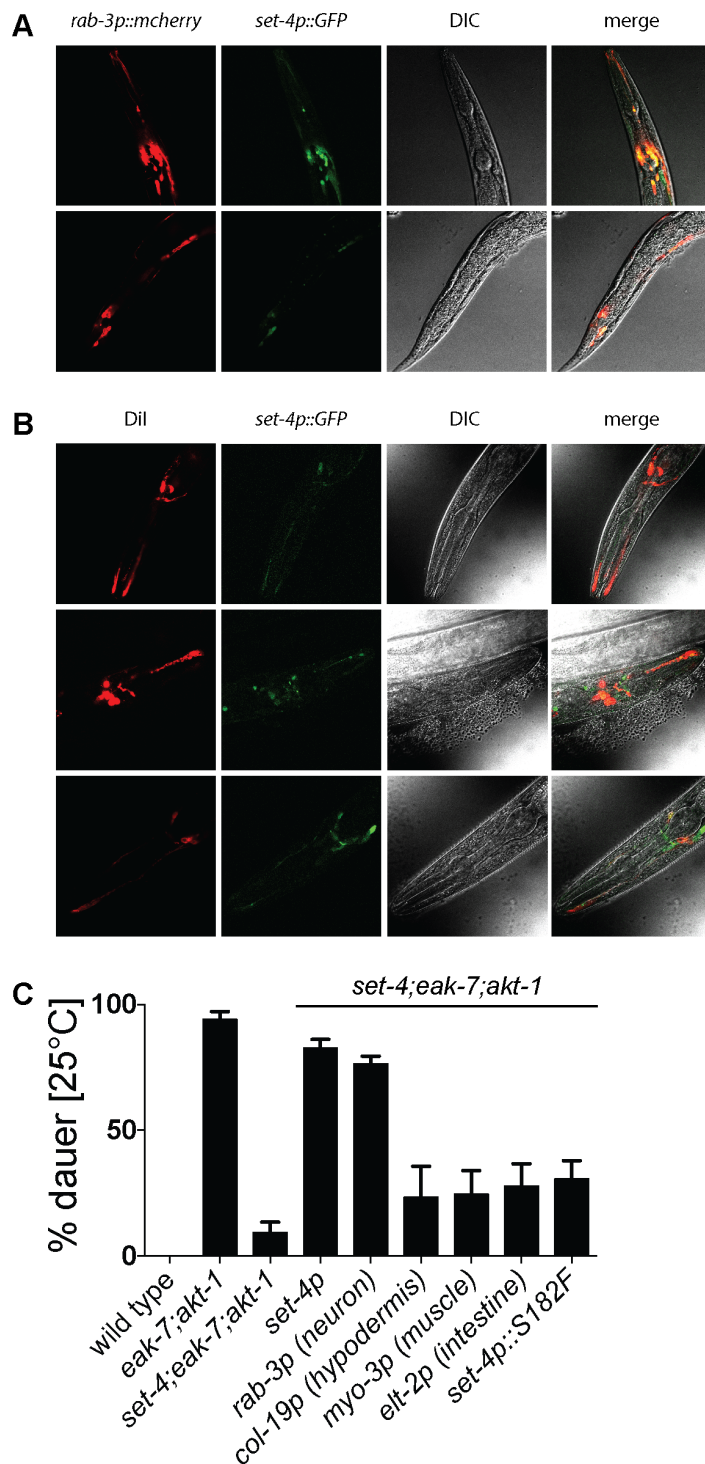 A
rab-3p::mcherry set-4p::GFP DIC merge
B
DiI set-4p::GFP DIC merge
C
set-4;eak-7;akt-1
% dauer [25°C]
100
50
0
wild type
eak-7;akt-1
set-4;eak-7;akt-1
set-4p
rab-3p (neuron)
col-19p (hypodermis)
myo-3p (muscle)
elt-2p (intestine)
set-4p::S182F